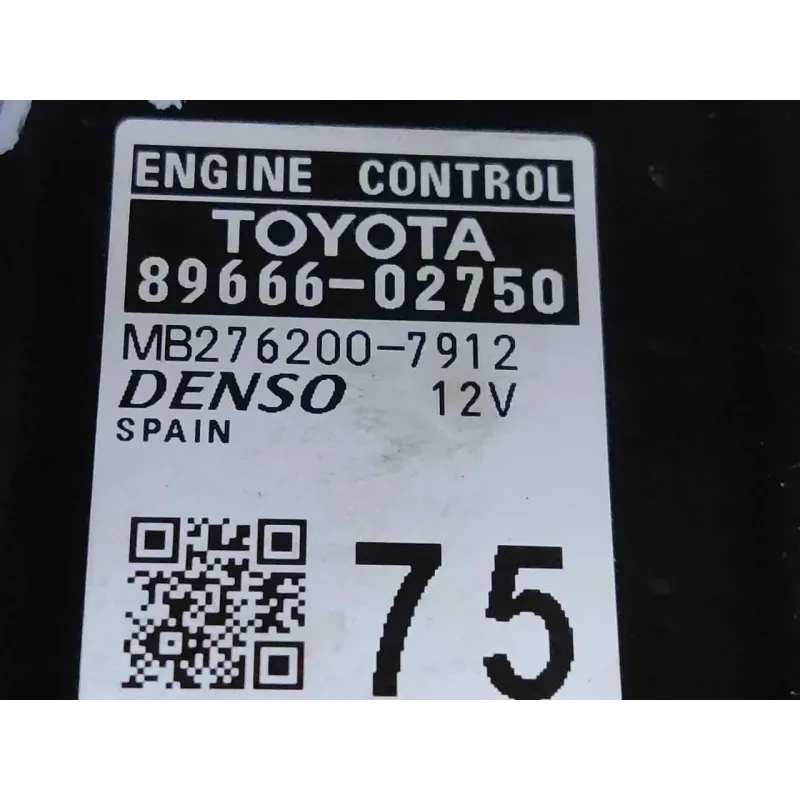 ENGINE CONTROL
TOYOTA
89666-02750
MB276200-7912
DENSO 12V
SPAIN
75